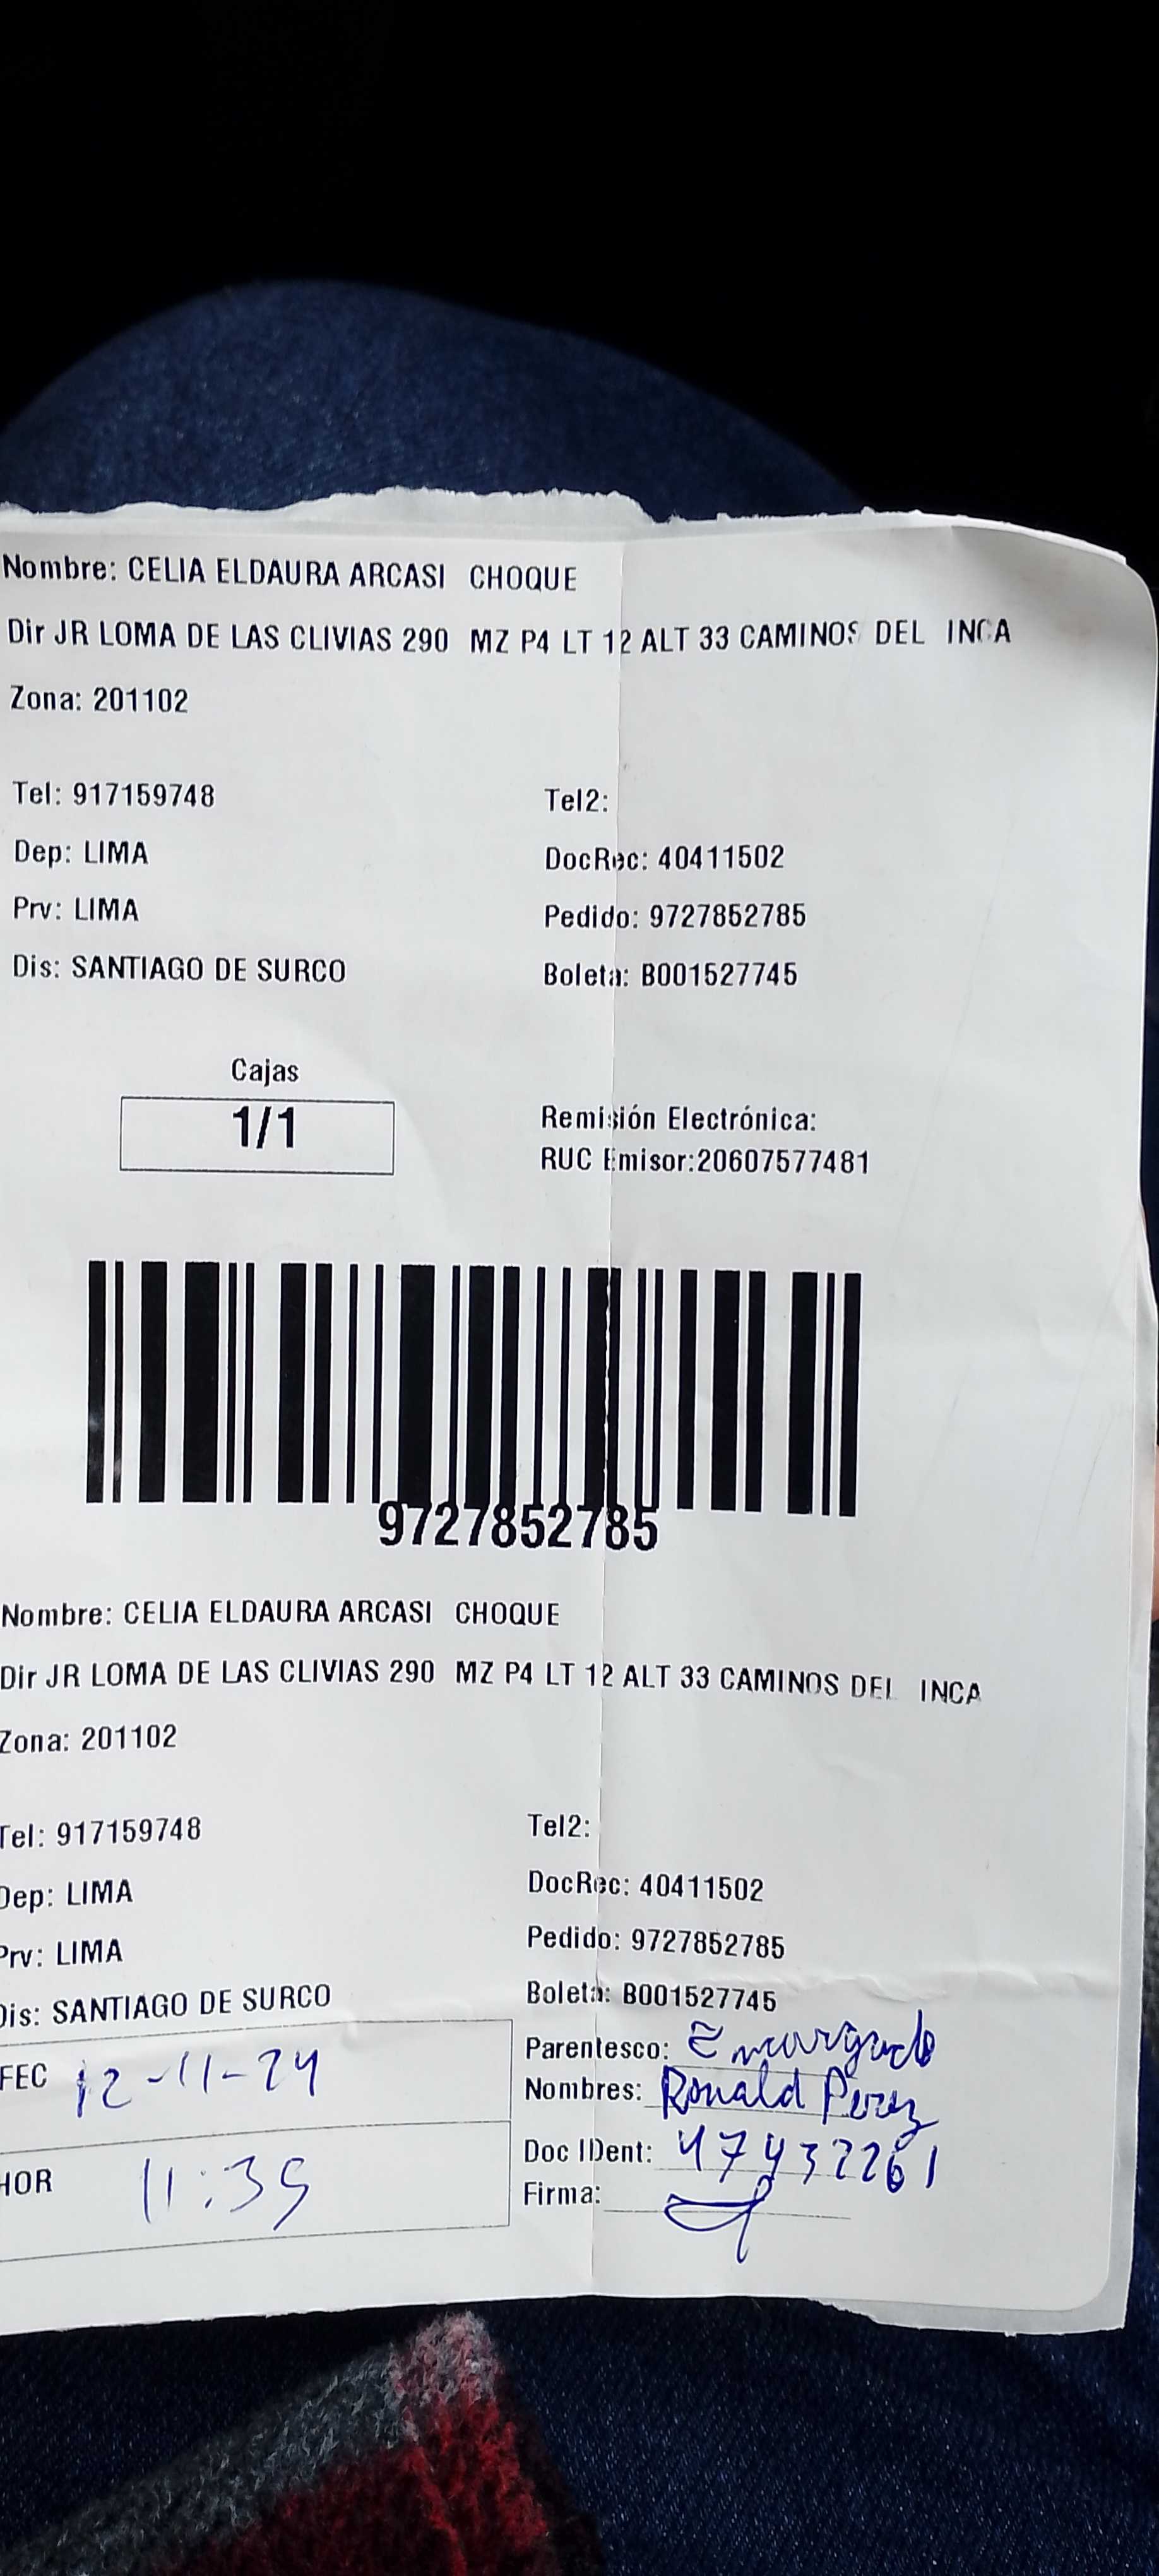 Nombre: CELIA ELDAURA ARCASI CHOQUE
Dir JR LOMA DE LAS CLIVIAS 290 MZ P4 LT 12 ALT 33 CAMINOS DEL INCA
Zona: 201102
Tel: 917159748 Tel2:
Dep: LIMA DocRec: 40411502
Prv: LIMA Pedido: 9727852785
Dis: SANTIAGO DE SURCO Boleta: B001527745
Cajas
1/1
Remisión Electrónica:
RUC Emisor:20607577481
9727852785
Nombre: CELIA ELDAURA ARCASI CHOQUE
Dir JR LOMA DE LAS CLIVIAS 290 MZ P4 LT 12 ALT 33 CAMINOS DEL INCA
Zona: 201102
Tel: 917159748 Tel2:
Dep: LIMA DocRec: 40411502
Prv: LIMA Pedido: 9727852785
Dis: SANTIAGO DE SURCO Boleta: B001527745
FEC 12-11-24 Parentesco: Encargado
Nombres: Ronald Perez
HOR 11:35 Doc IDent: 47432261
Firma: